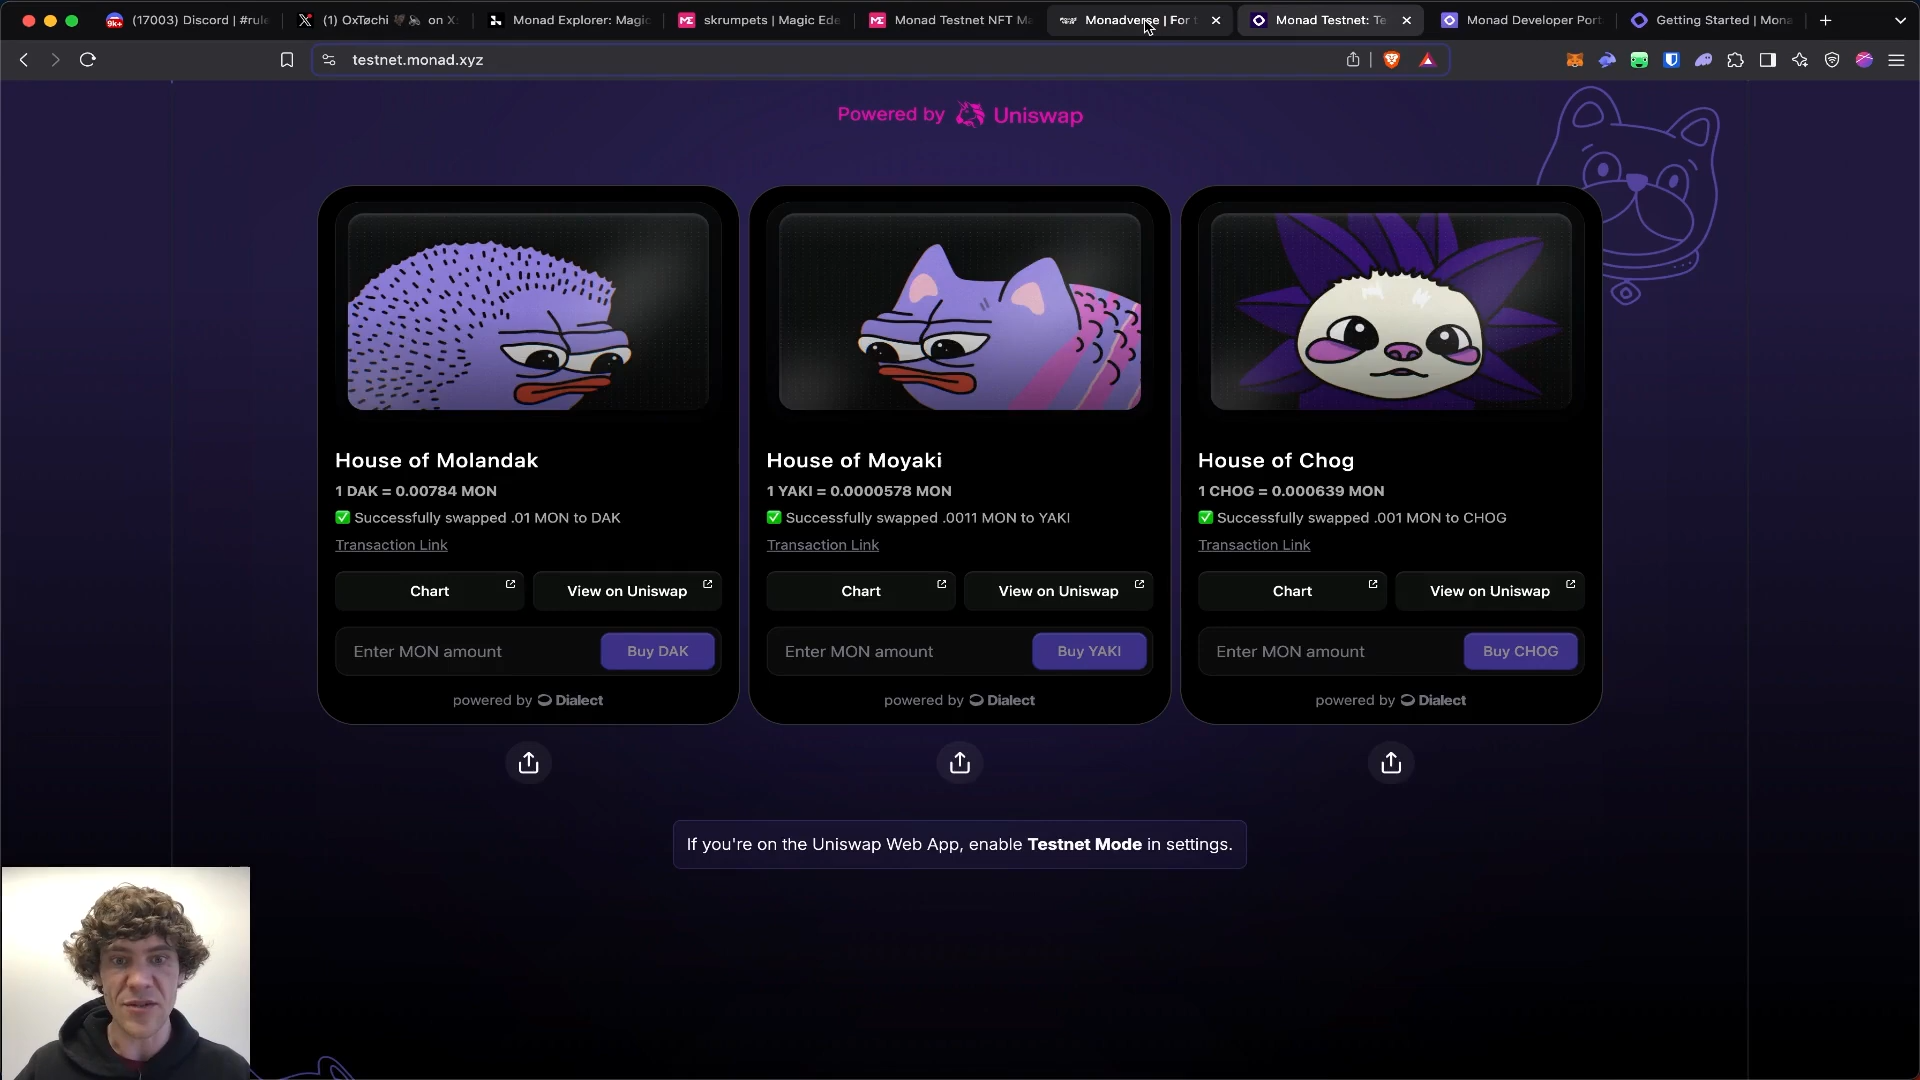 9K+ (17003) Discord | #rule
(1) OxTøchi on X:
Monad Explorer: Magic
ME skrumpets | Magic Ede
ME Monad Testnet NFT Ma
Monadverse | For t
Monad Testnet: Te
Monad Developer Port
Getting Started | Mona
testnet.monad.xyz
Powered by Uniswap
House of Molandak
1 DAK = 0.00784 MON
✅ Successfully swapped .01 MON to DAK
Transaction Link
Chart
View on Uniswap
Enter MON amount
Buy DAK
powered by Dialect
House of Moyaki
1 YAKI = 0.0000578 MON
✅ Successfully swapped .0011 MON to YAKI
Transaction Link
Chart
View on Uniswap
Enter MON amount
Buy YAKI
powered by Dialect
House of Chog
1 CHOG = 0.000639 MON
✅ Successfully swapped .001 MON to CHOG
Transaction Link
Chart
View on Uniswap
Enter MON amount
Buy CHOG
powered by Dialect
If you're on the Uniswap Web App, enable Testnet Mode in settings.